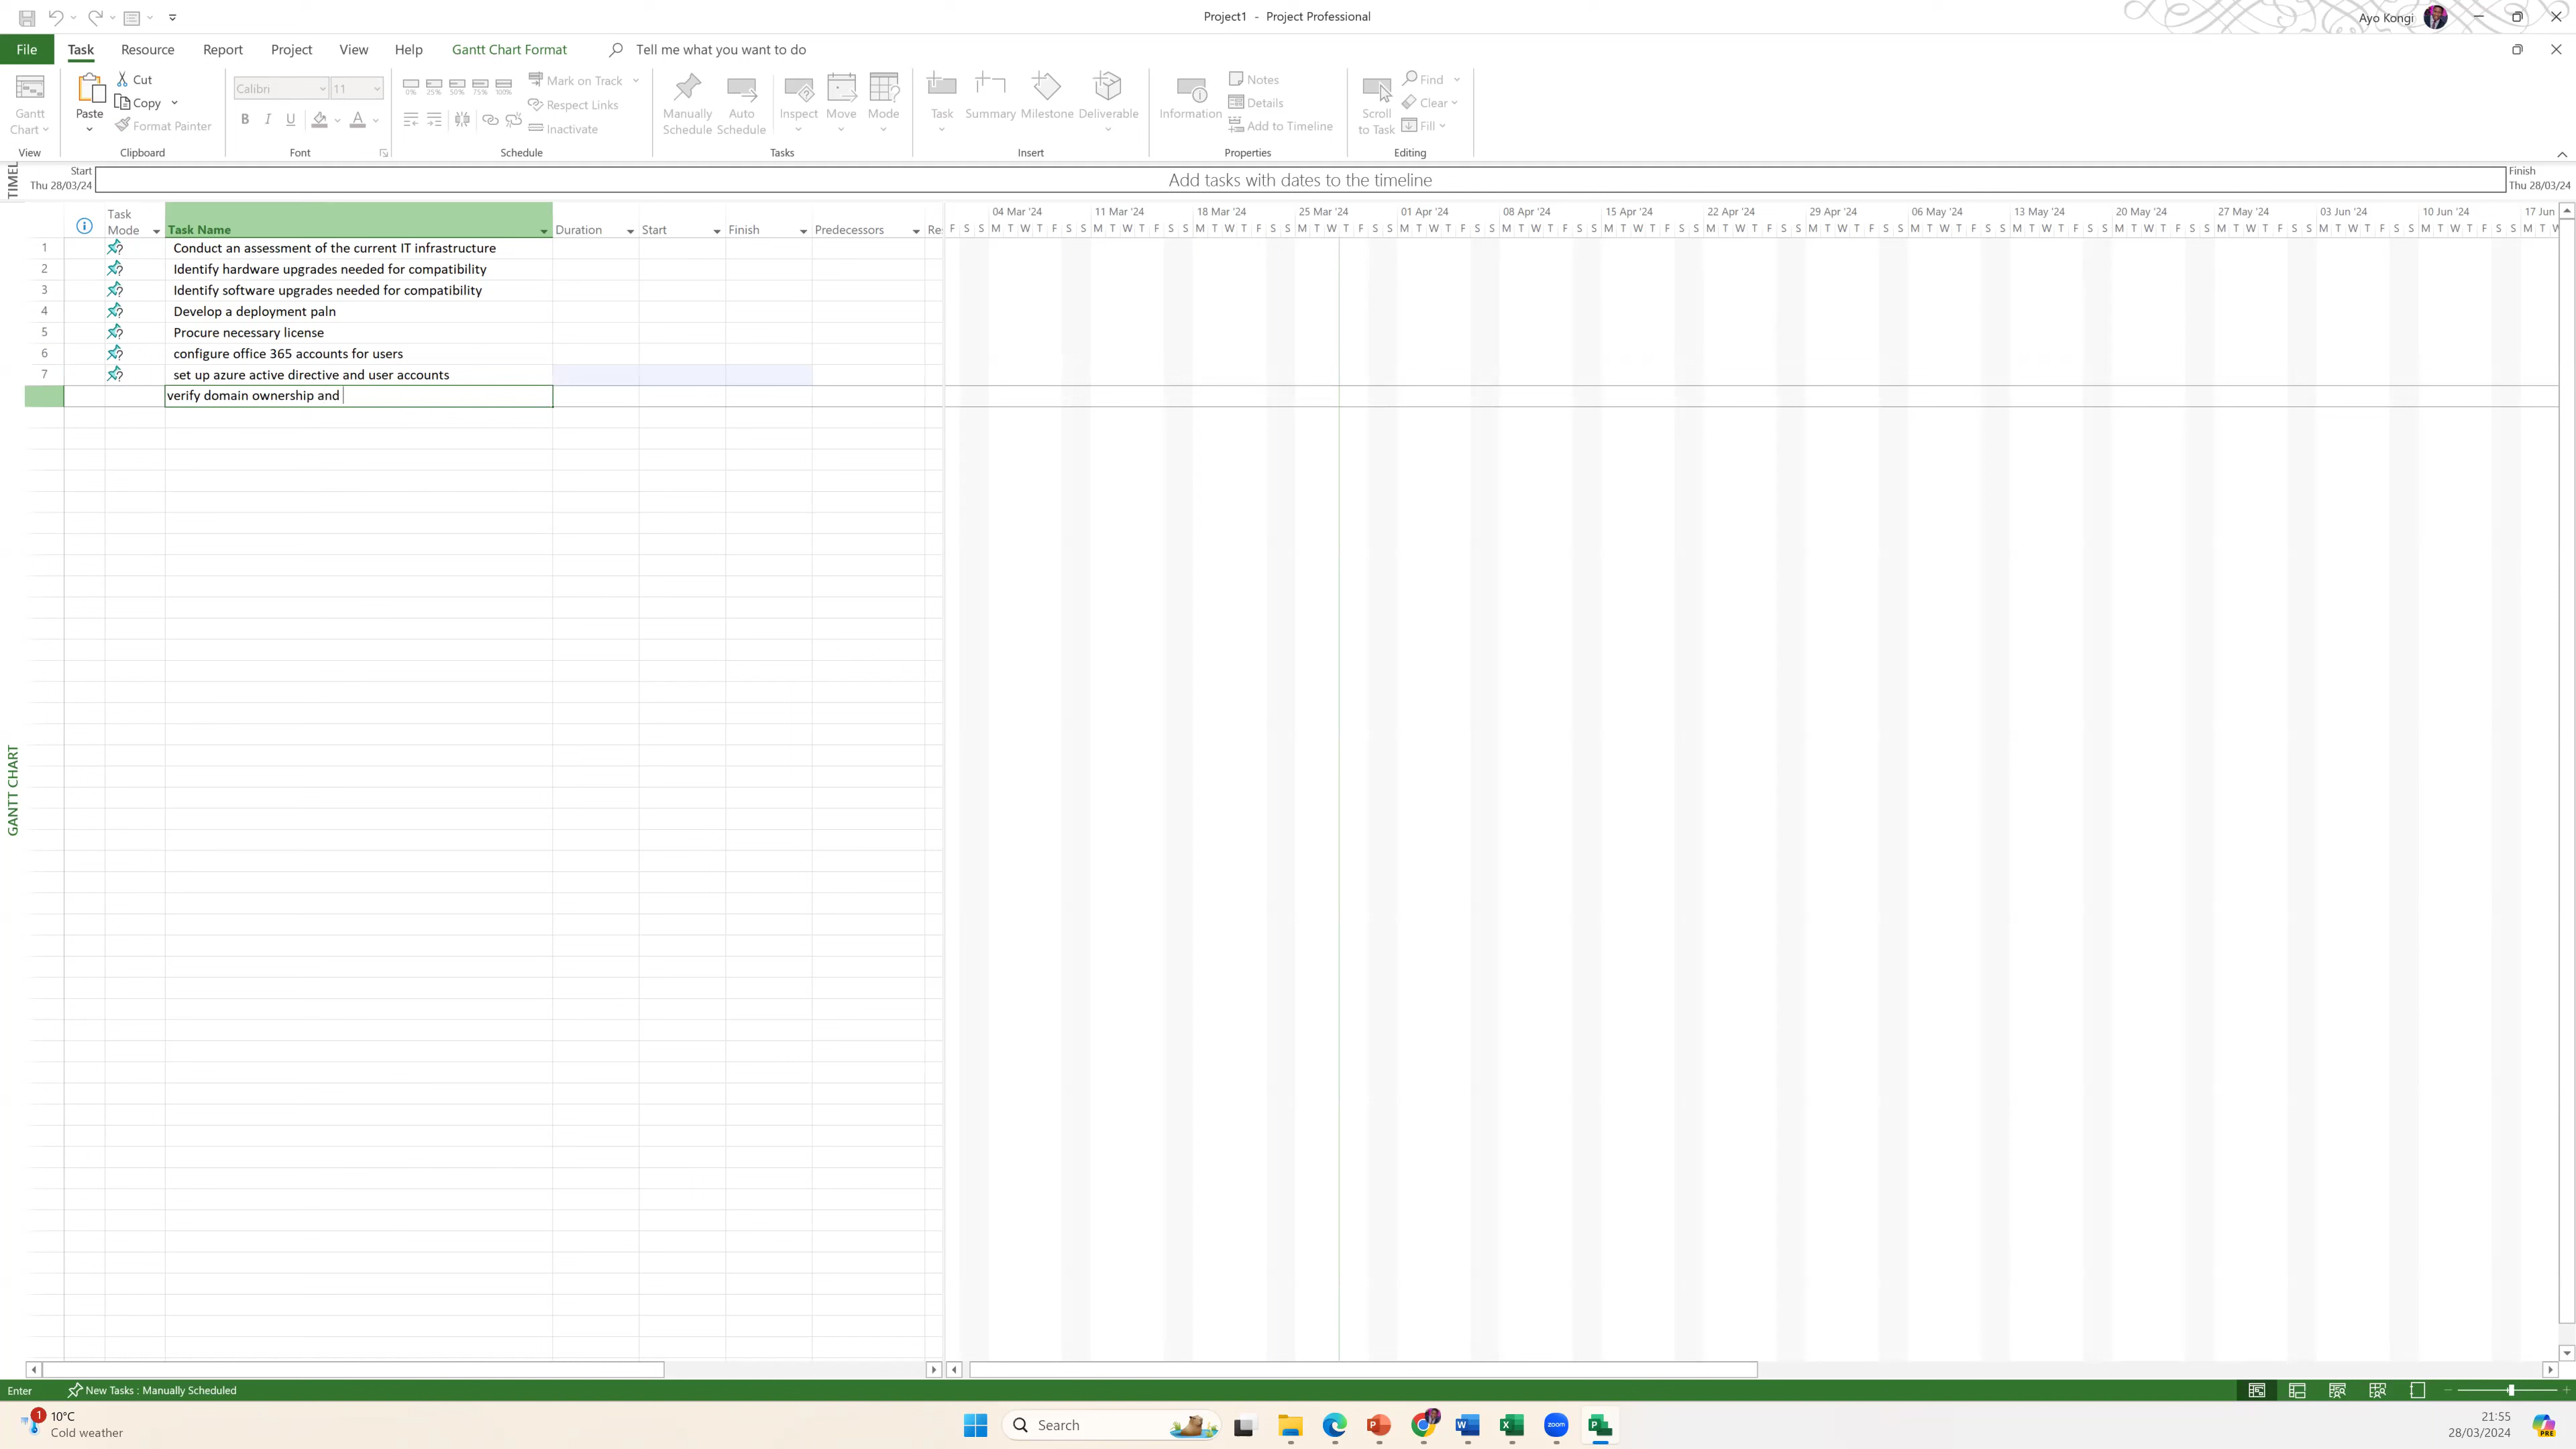 Project1 - Project Professional
Ayo Kongi
File Task Resource Report Project View Help Gantt Chart Format Tell me what you want to do
Gantt Chart
View
Paste
Cut
Copy
Format Painter
Clipboard
Calibri 11
B I U A
Font
0% 25% 50% 75% 100%
Mark on Track
Respect Links
Inactivate
Schedule
Manually Schedule
Auto Schedule
Inspect
Move
Mode
Tasks
Task
Summary
Milestone
Deliverable
Insert
Information
Notes
Details
Add to Timeline
Properties
Scroll to Task
Find
Clear
Fill
Editing
TIMEL
Start
Thu 28/03/24
Add tasks with dates to the timeline
Finish
Thu 28/03/24
Task Mode Task Name Duration Start Finish Predecessors Re
04 Mar '24 11 Mar '24 18 Mar '24 25 Mar '24 01 Apr '24 08 Apr '24 15 Apr '24 22 Apr '24 29 Apr '24 06 May '24 13 May '24 20 May '24 27 May '24 03 Jun '24 10 Jun '24 17 Jun
F S S M T W T F S S M T W T F S S M T W T F S S M T W T F S S M T W T F S S M T W T F S S M T W T F S S M T W T F S S M T W T F S S M T W T F S S M T W T F S S M T W T F S S M T W T F S S M T W T F S S M T W T F S S M T W
1 Conduct an assessment of the current IT infrastructure
2 Identify hardware upgrades needed for compatibility
3 Identify software upgrades needed for compatibility
4 Develop a deployment paln
5 Procure necessary license
6 configure office 365 accounts for users
7 set up azure active directive and user accounts
verify domain ownership and
GANTT CHART
Enter New Tasks : Manually Scheduled
1
10°C
Cold weather
Search
zoom
PRE
21:55
28/03/2024